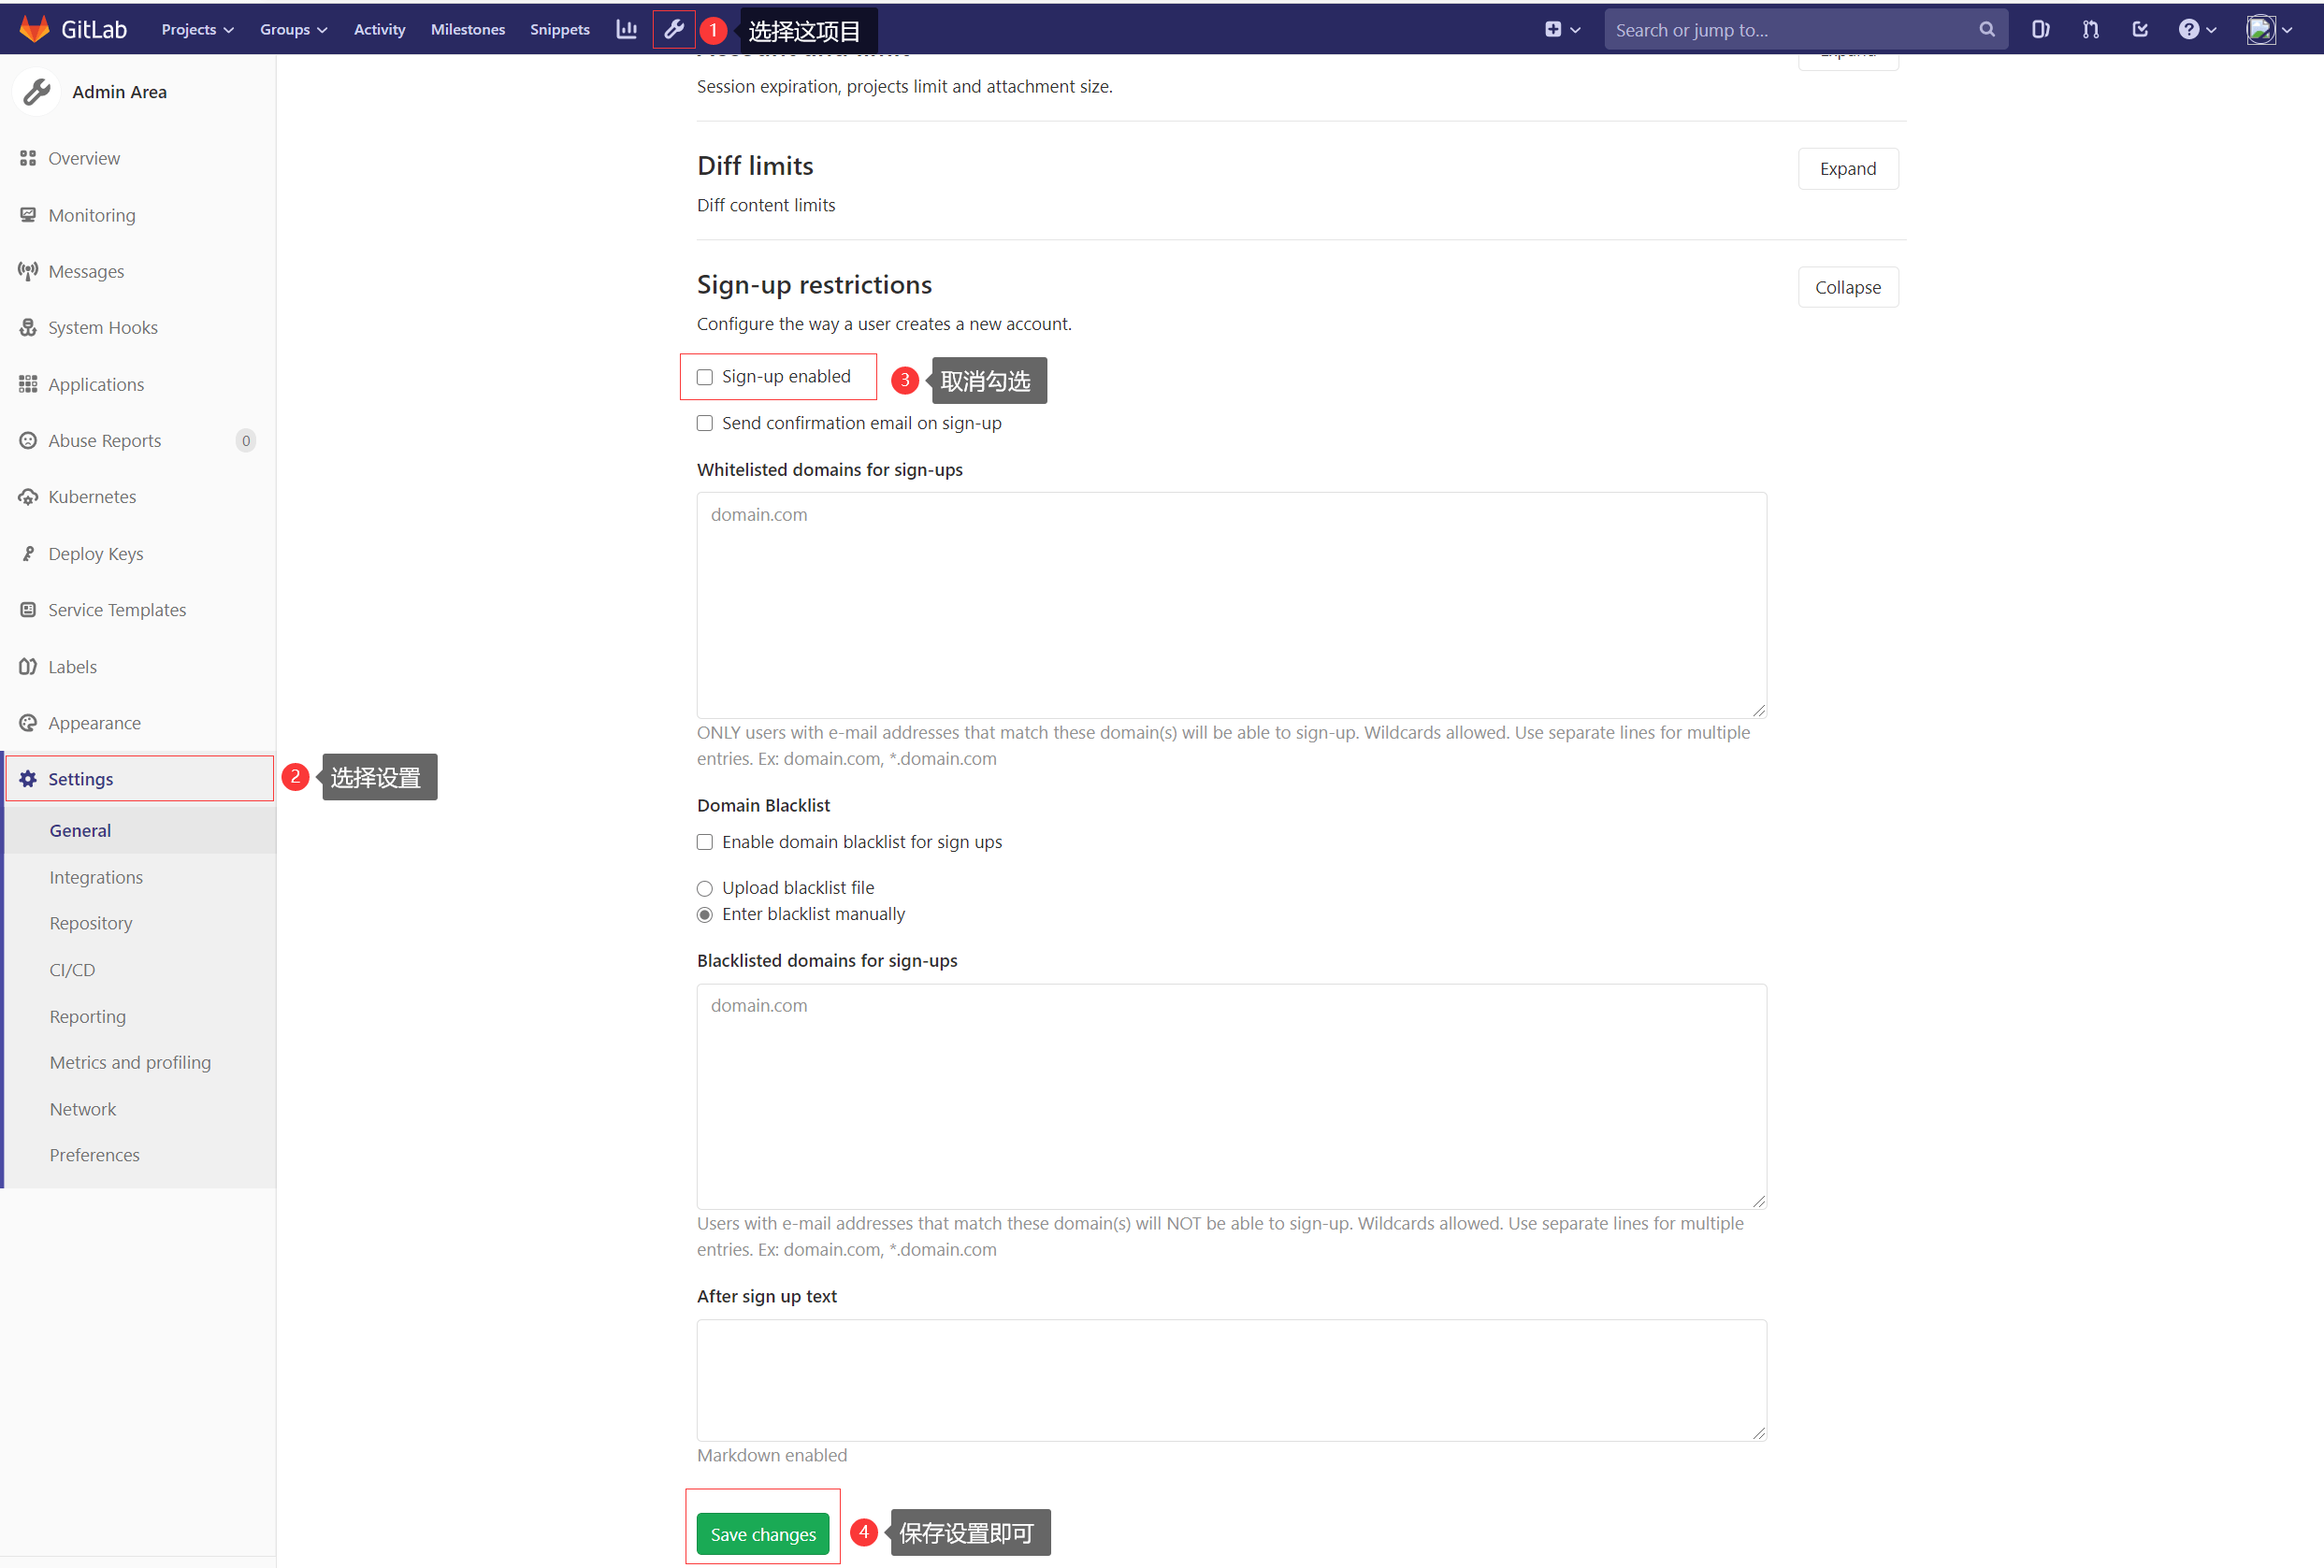 GitLab Projects Groups Activity Milestones Snippets 1 选择这项目 Search or jump to...
Admin Area
Overview
Monitoring
Messages
System Hooks
Applications
Abuse Reports 0
Kubernetes
Deploy Keys
Service Templates
Labels
Appearance
Settings 2 选择设置
General
Integrations
Repository
CI/CD
Reporting
Metrics and profiling
Network
Preferences
Session expiration, projects limit and attachment size.
Diff limits
Expand
Diff content limits
Sign-up restrictions
Collapse
Configure the way a user creates a new account.
Sign-up enabled 3 取消勾选
Send confirmation email on sign-up
Whitelisted domains for sign-ups
domain.com
ONLY users with e-mail addresses that match these domain(s) will be able to sign-up. Wildcards allowed. Use separate lines for multiple
entries. Ex: domain.com, *.domain.com
Domain Blacklist
Enable domain blacklist for sign ups
Upload blacklist file
Enter blacklist manually
Blacklisted domains for sign-ups
domain.com
Users with e-mail addresses that match these domain(s) will NOT be able to sign-up. Wildcards allowed. Use separate lines for multiple
entries. Ex: domain.com, *.domain.com
After sign up text
Markdown enabled
Save changes 4 保存设置即可